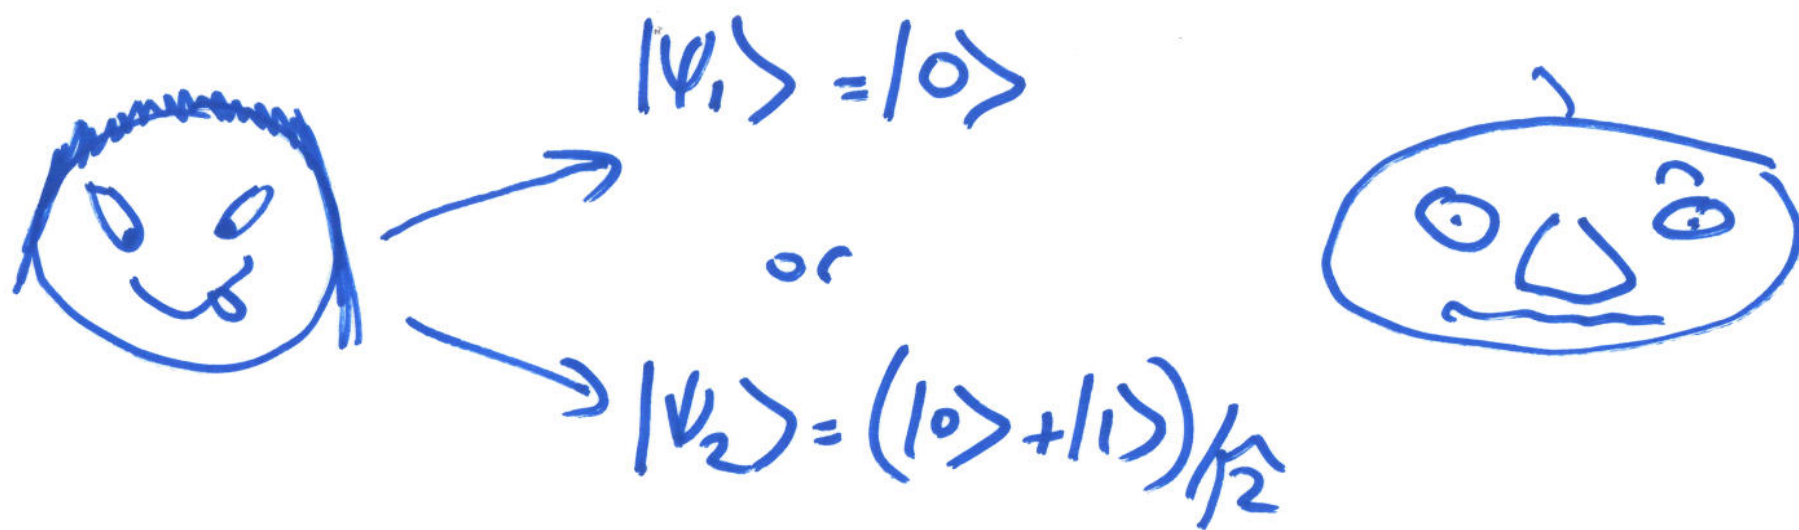 |ψ₁⟩ = |0⟩
or
|ψ₂⟩ = (|0⟩ + |1⟩)/√2